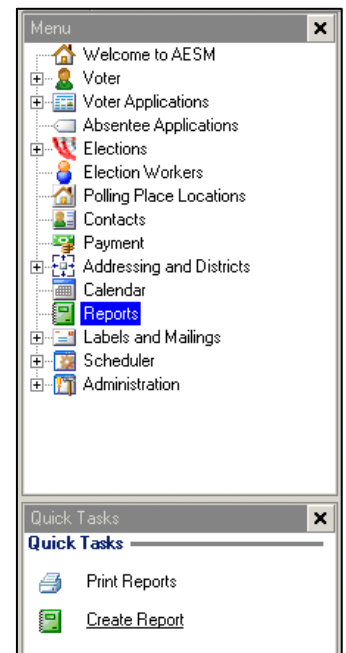 Menu
Welcome to AESM
Voter
Voter Applications
Absentee Applications
Elections
Election Workers
Polling Place Locations
Contacts
Payment
Addressing and Districts
Calendar
Reports
Labels and Mailings
Scheduler
Administration
Quick Tasks
Quick Tasks
Print Reports
Create Report